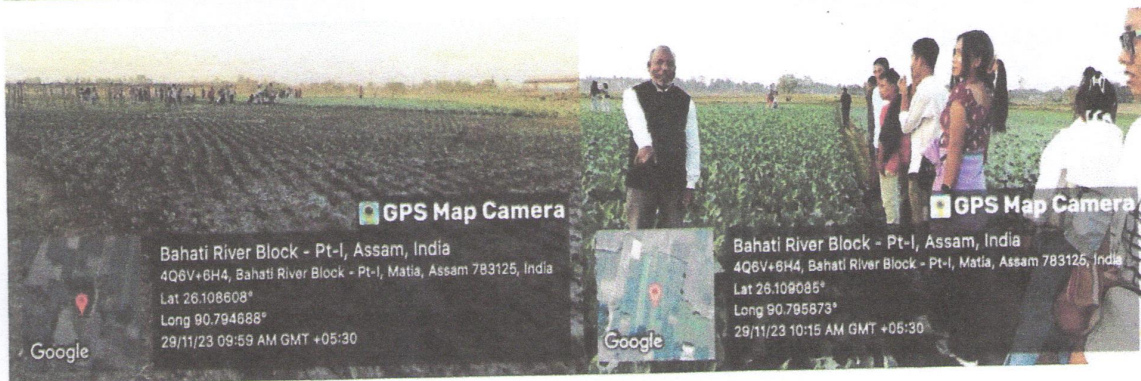 GPS Map Camera
Bahati River Block - Pt-I, Assam, India
4Q6V+6H4, Bahati River Block - Pt-I, Matia, Assam 783125, India
Lat 26.108608°
Long 90.794688°
29/11/23 09:59 AM GMT +05:30
Google
GPS Map Camera
Bahati River Block - Pt-I, Assam, India
4Q6V+6H4, Bahati River Block - Pt-I, Matia, Assam 783125, India
Lat 26.109085°
Long 90.795873°
29/11/23 10:15 AM GMT +05:30
Google